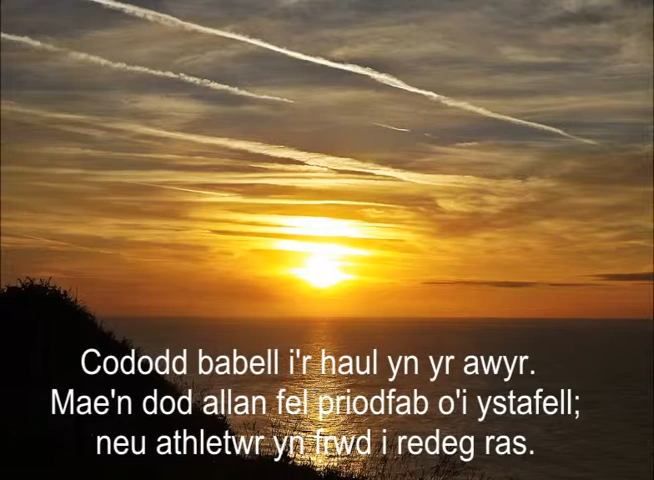 Cododd babell i'r haul yn yr awyr.
Mae'n dod allan fel priodfab o'i ystafell;
neu athletwr yn frwd i redeg ras.